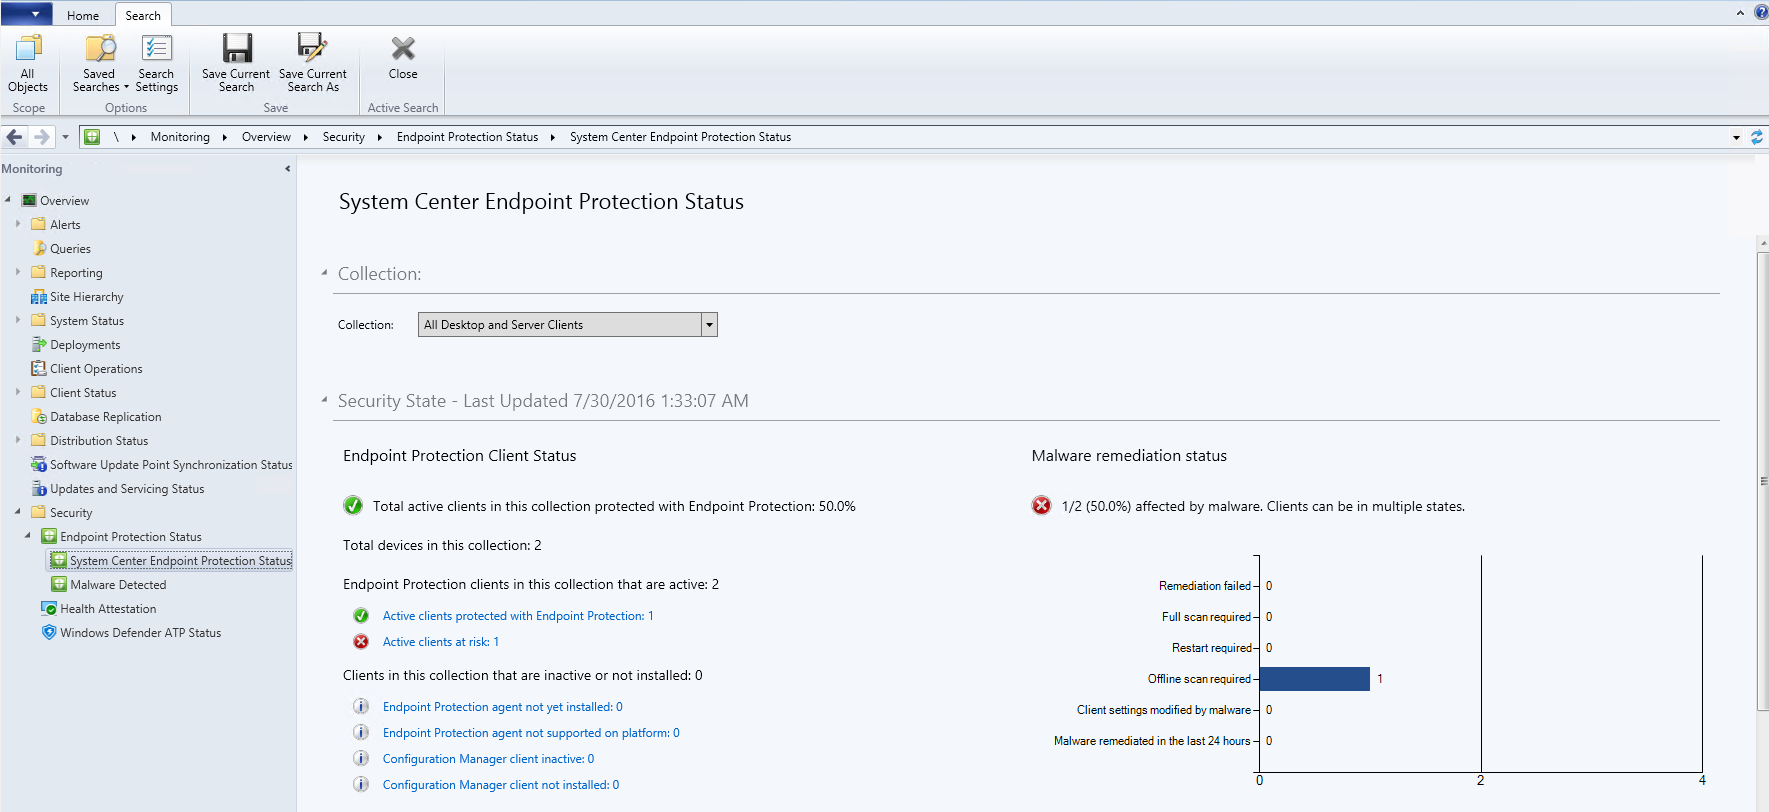 Home
Search
All
Objects
Saved
Searches
Search
Settings
Save Current
Search
Save Current
Search As
Close
Scope
Options
Save
Active Search
\ Monitoring Overview Security Endpoint Protection Status System Center Endpoint Protection Status
Monitoring
Overview
Alerts
Queries
Reporting
Site Hierarchy
System Status
Deployments
Client Operations
Client Status
Database Replication
Distribution Status
Software Update Point Synchronization Status
Updates and Servicing Status
Security
Endpoint Protection Status
System Center Endpoint Protection Status
Malware Detected
Health Attestation
Windows Defender ATP Status
System Center Endpoint Protection Status
Collection:
Collection: All Desktop and Server Clients
Security State - Last Updated 7/30/2016 1:33:07 AM
Endpoint Protection Client Status
Total active clients in this collection protected with Endpoint Protection: 50.0%
Total devices in this collection: 2
Endpoint Protection clients in this collection that are active: 2
Active clients protected with Endpoint Protection: 1
Active clients at risk: 1
Clients in this collection that are inactive or not installed: 0
Endpoint Protection agent not yet installed: 0
Endpoint Protection agent not supported on platform: 0
Configuration Manager client inactive: 0
Configuration Manager client not installed: 0
Malware remediation status
1/2 (50.0%) affected by malware. Clients can be in multiple states.
Remediation failed 0
Full scan required 0
Restart required 0
Offline scan required 1
Client settings modified by malware 0
Malware remediated in the last 24 hours 0
0 2 4